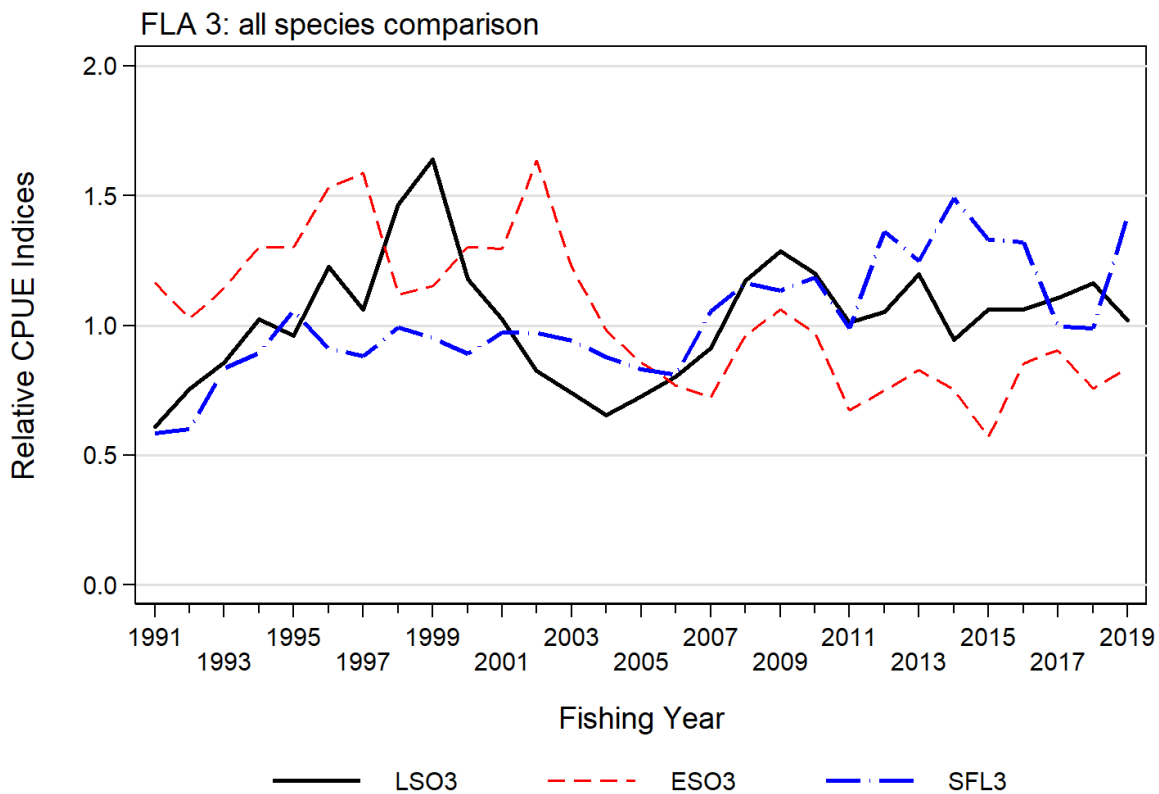 FLA 3: all species comparison
Relative CPUE Indices
2.0
1.5
1.0
0.5
0.0
1991 1995 1999 2003 2007 2011 2015 2019
1993 1997 2001 2005 2009 2013 2017
Fishing Year
LSO3 ESO3 SFL3